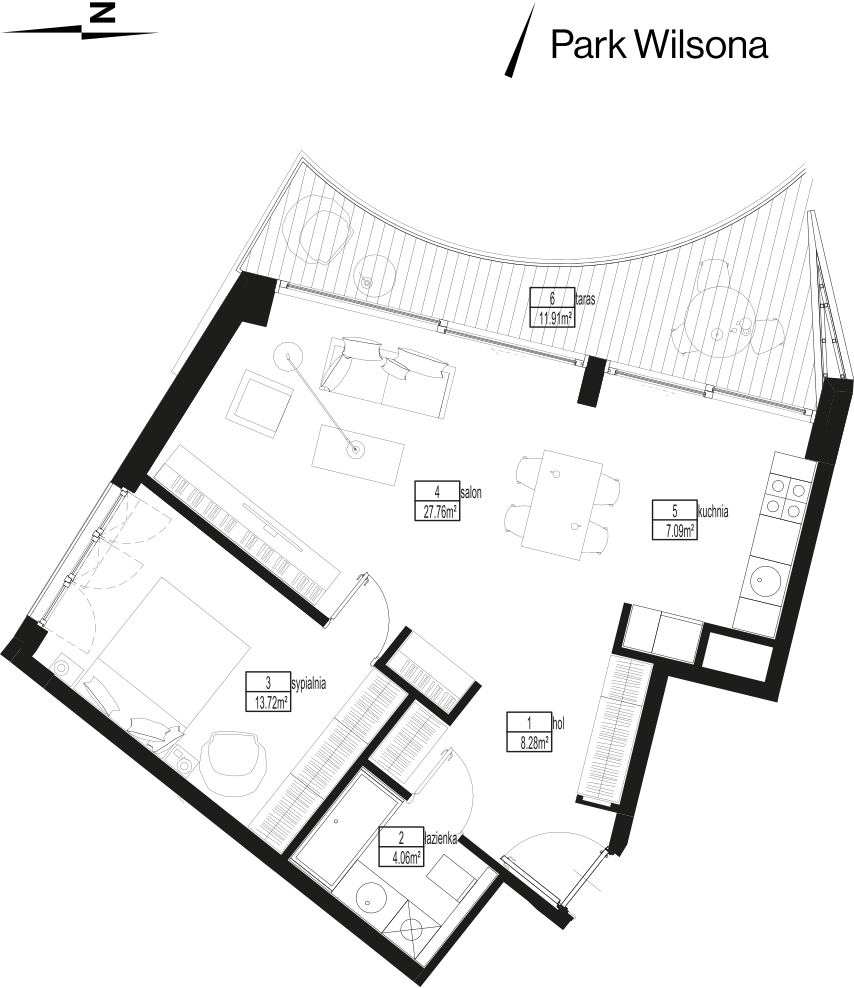 N
Park Wilsona
6 taras
11.91m²
4 salon
27.76m²
5 kuchnia
7.09m²
3 sypialnia
13.72m²
1 hol
8.28m²
2 łazienka
4.06m²